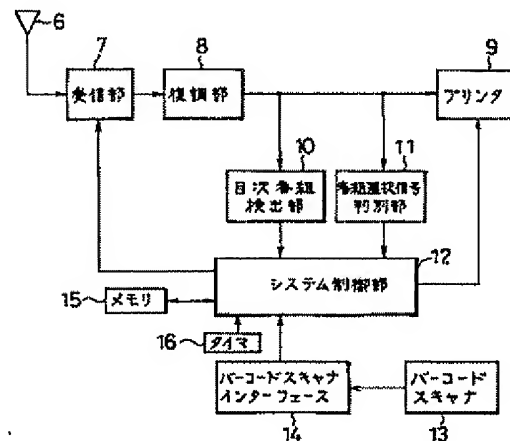 6
7
8
9
受信部
復調部
プリンタ
10
11
目次番組
検出部
番組選択信号
判別部
12
システム制御部
15
メモリ
16
タイマ
バーコードスキャナ
インターフェース
バーコード
スキャナ
14
13